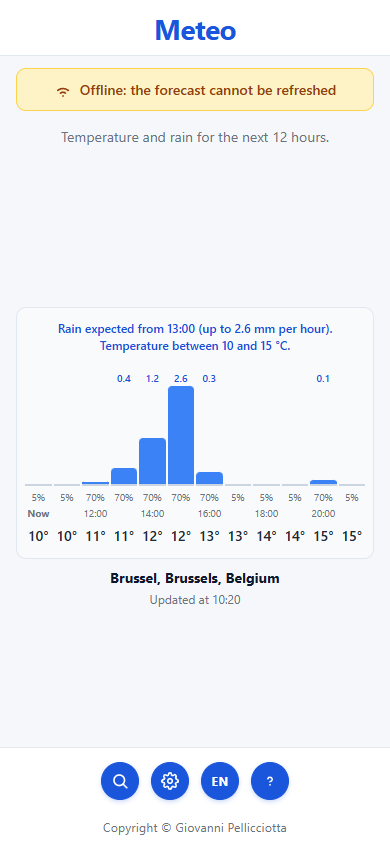 Meteo
Offline: the forecast cannot be refreshed
Temperature and rain for the next 12 hours.
Rain expected from 13:00 (up to 2.6 mm per hour).
Temperature between 10 and 15 °C.
0.4 1.2 2.6 0.3 0.1
5% 5% 70% 70% 70% 70% 70% 5% 5% 5% 70% 5%
Now 12:00 14:00 16:00 18:00 20:00
10° 10° 11° 11° 12° 12° 13° 13° 14° 14° 15° 15°
Brussel, Brussels, Belgium
Updated at 10:20
EN ?
Copyright © Giovanni Pellicciotta